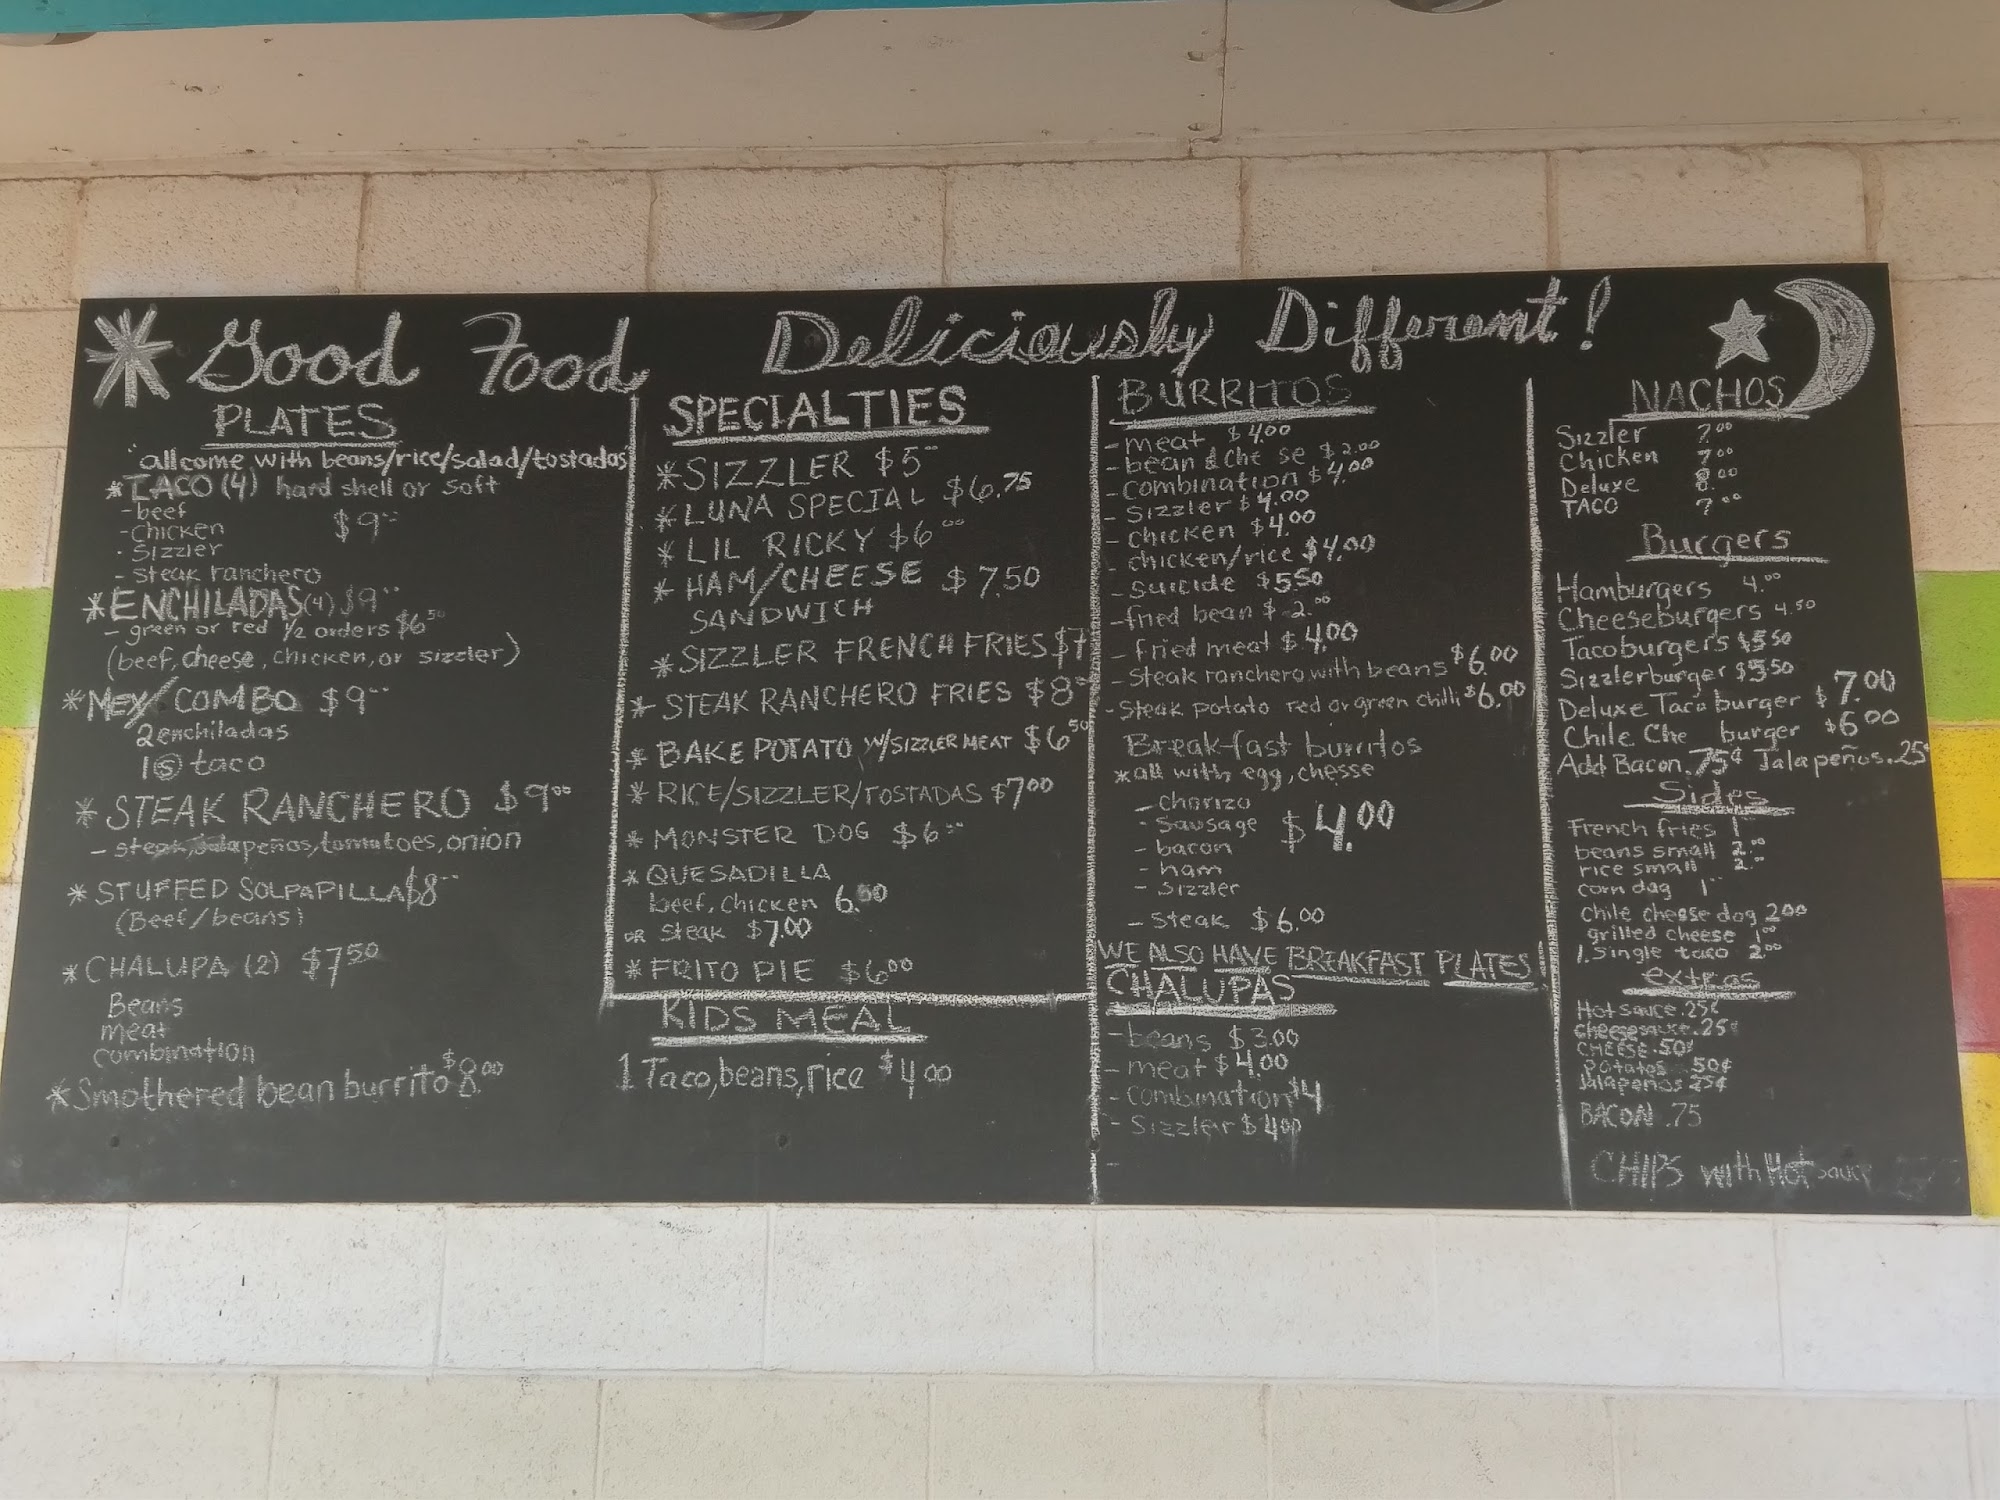 * Good Food Deliciously Different!
PLATES
"all come with beans/rice/salad/tostadas"
* TACO (4) hard shell or soft
- beef
- Chicken $9.00
- Sizzler
- steak ranchero
* ENCHILADAS (4) $9.00
- green or red 1/2 orders $6.50
(beef, cheese, chicken, or sizzler)
* MEX/COMBO $9.00
2 enchiladas
1 (S) taco
* STEAK RANCHERO $9.00
- steak, jalapeños, tomatoes, onion
* STUFFED SOLPAPILLA $8.00
(Beef/beans)
* CHALUPA (2) $7.50
Beans
meat
combination
* Smothered bean burrito $8.00
SPECIALTIES
* SIZZLER $5.00
* LUNA SPECIAL $6.75
* LIL RICKY $6.00
* HAM/CHEESE $7.50
SANDWICH
* SIZZLER FRENCH FRIES $7
* STEAK RANCHERO FRIES $8.00
* BAKE POTATO w/SIZZLER MEAT $6.50
* RICE/SIZZLER/TOSTADAS $7.00
* MONSTER DOG $6.00
* QUESADILLA
beef, chicken 6.50
OR steak $7.00
* FRITO PIE $6.00
KIDS MEAL
1 Taco, beans, rice $4.00
BURRITOS
- meat $4.00
- bean & Che se $2.00
- Combination $4.00
- Sizzler $4.00
- chicken $4.00
- chicken/rice $4.00
- suicide $5.50
- fried bean $2.00
- fried meat $4.00
- Steak ranchero with beans $6.00
- Steak potato red or green chilli $6.00
Breakfast burritos
* all with egg, chesse
- Chorizo
- Sausage $4.00
- bacon
- ham
- Sizzler
- Steak $6.00
WE ALSO HAVE BREAKFAST PLATES!
CHALUPAS
- beans $3.00
- meat $4.00
- combination $4
- Sizzler $4.00
-
NACHOS
Sizzler 7.00
Chicken 7.00
Deluxe 8.00
TACO 7.00
Burgers
Hamburgers 4.00
Cheeseburgers 4.50
Tacoburgers $5.50
Sizzlerburger $5.50
Deluxe Taco burger $7.00
Chile Che burger $6.00
Add Bacon .75¢ Jalapeños .25¢
Sides
French fries 1.00
beans small 2.00
rice small 2.00
corn dog 1.00
chile cheese dog 2.00
grilled cheese 1.00
1. Single taco 2.00
extras
Hot sauce .25¢
cheesesauce .25¢
CHEESE .50¢
Potatos .50¢
Jalapeños 25¢
BACON .75
CHIPS with Hot sauce